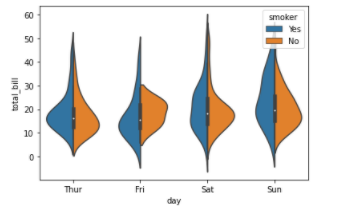 60
50
40
30
20
10
0
total_bill
smoker
Yes
No
Thur Fri Sat Sun
day